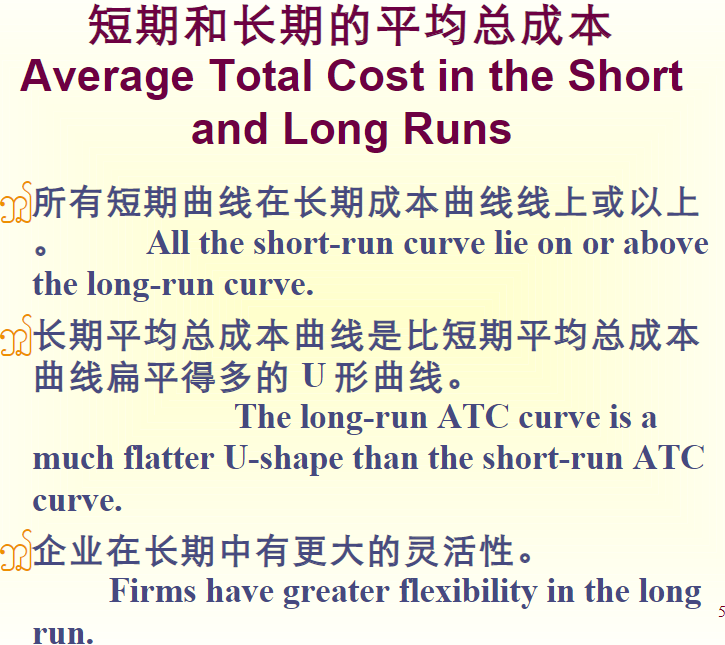 短期和长期的平均总成本
Average Total Cost in the Short
and Long Runs
所有短期曲线在长期成本曲线线上或以上
。 All the short-run curve lie on or above
the long-run curve.
长期平均总成本曲线是比短期平均总成本
曲线扁平得多的 U 形曲线。
The long-run ATC curve is a
much flatter U-shape than the short-run ATC
curve.
企业在长期中有更大的灵活性。
Firms have greater flexibility in the long
run.
5